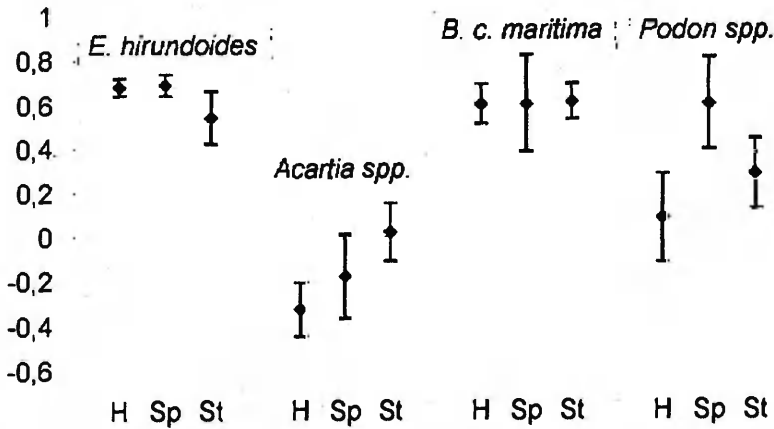 1
0,8
0,6
0,4
0,2
0
-0,2
-0,4
-0,6
E. hirundoides
Acartia spp.
B. c. maritima
Podon spp.
H Sp St H Sp St H Sp St H Sp St